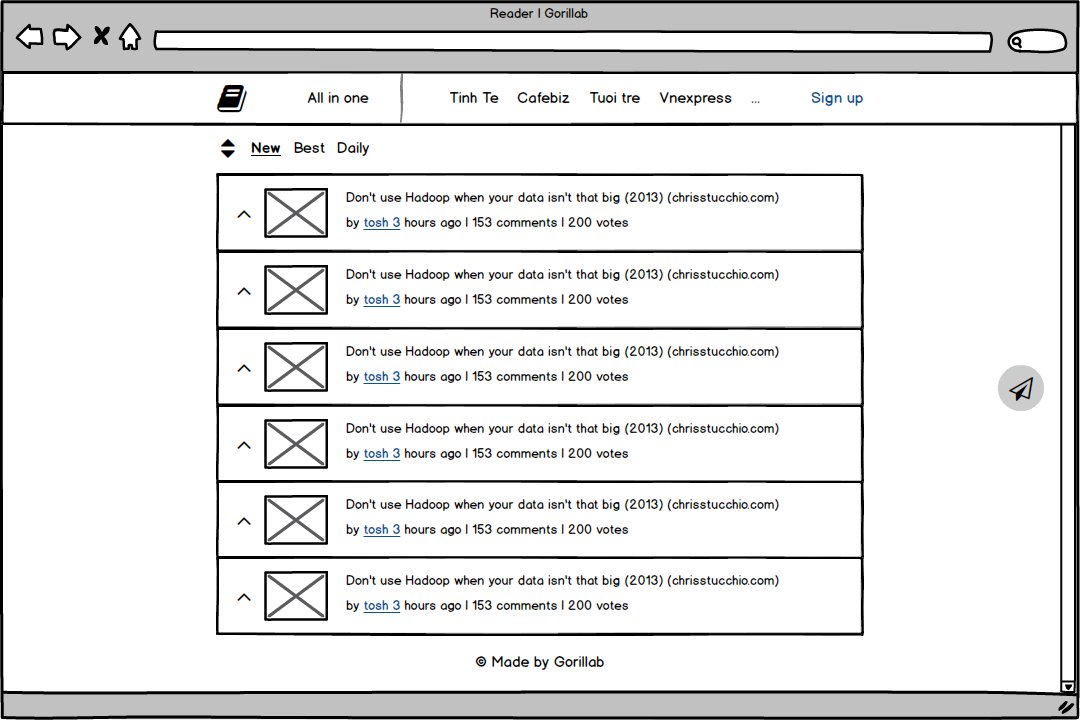 Reader | Gorillab
All in one Tinh Te Cafebiz Tuoi tre Vnexpress ... Sign up
New Best Daily
Don't use Hadoop when your data isn't that big (2013) (chrisstucchio.com)
by tosh 3 hours ago | 153 comments | 200 votes
Don't use Hadoop when your data isn't that big (2013) (chrisstucchio.com)
by tosh 3 hours ago | 153 comments | 200 votes
Don't use Hadoop when your data isn't that big (2013) (chrisstucchio.com)
by tosh 3 hours ago | 153 comments | 200 votes
Don't use Hadoop when your data isn't that big (2013) (chrisstucchio.com)
by tosh 3 hours ago | 153 comments | 200 votes
Don't use Hadoop when your data isn't that big (2013) (chrisstucchio.com)
by tosh 3 hours ago | 153 comments | 200 votes
Don't use Hadoop when your data isn't that big (2013) (chrisstucchio.com)
by tosh 3 hours ago | 153 comments | 200 votes
© Made by Gorillab